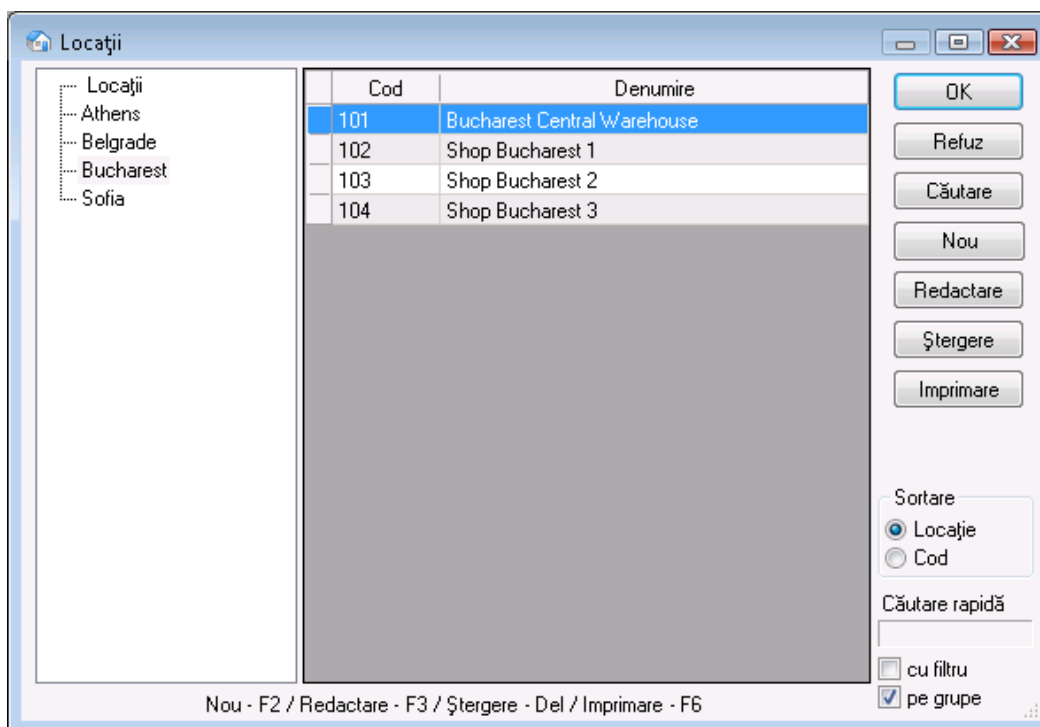 Locaţii
Locaţii
Athens
Belgrade
Bucharest
Sofia
Cod Denumire
101 Bucharest Central Warehouse
102 Shop Bucharest 1
103 Shop Bucharest 2
104 Shop Bucharest 3
OK
Refuz
Căutare
Nou
Redactare
Ştergere
Imprimare
Sortare
Locaţie
Cod
Căutare rapidă
cu filtru
pe grupe
Nou - F2 / Redactare - F3 / Ştergere - Del / Imprimare - F6